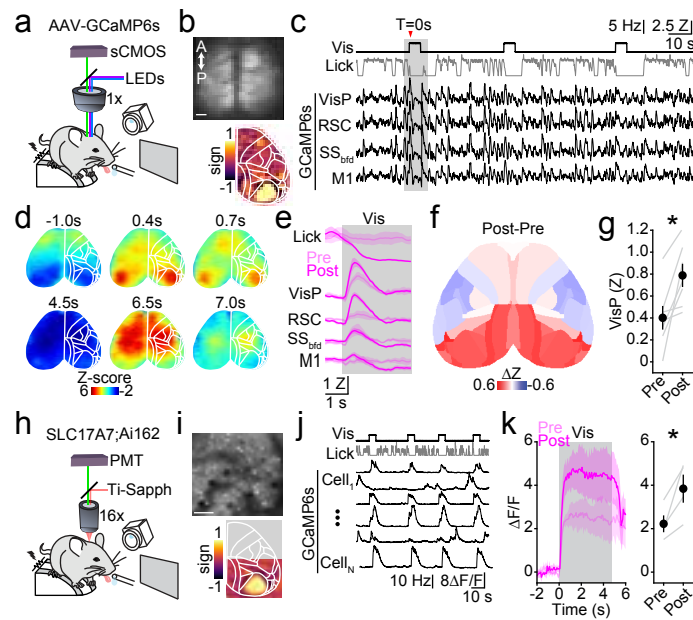 a
AAV-GCaMP6s
sCMOS
LEDs
1x
b
A
P
sign
1
-1
c
T=0s
5 Hz| 2.5 Z|
10 s
Vis
Lick
GCaMP6s
VisP
RSC
SSbfd
M1
d
-1.0s 0.4s 0.7s
4.5s 6.5s 7.0s
Z-score
6 -2
e
Vis
Lick
Pre
Post
VisP
RSC
SSbfd
M1
1 Z|
1 s
f
Post-Pre
ΔZ
0.6 -0.6
g
VisP (Z)
1.2
1.0
0.8
0.6
0.4
0.2
0
*
Pre
Post
h
SLC17A7;Ai162
PMT
Ti-Sapph
16x
i
sign
1
-1
j
Vis
Lick
GCaMP6s
Cell1
CellN
10 Hz| 8ΔF/F|
10 s
k
Pre
Post
Vis
ΔF/F
6
4
2
0
-2 0 2 4 6
Time (s)
6
4
2
0
*
Pre
Post